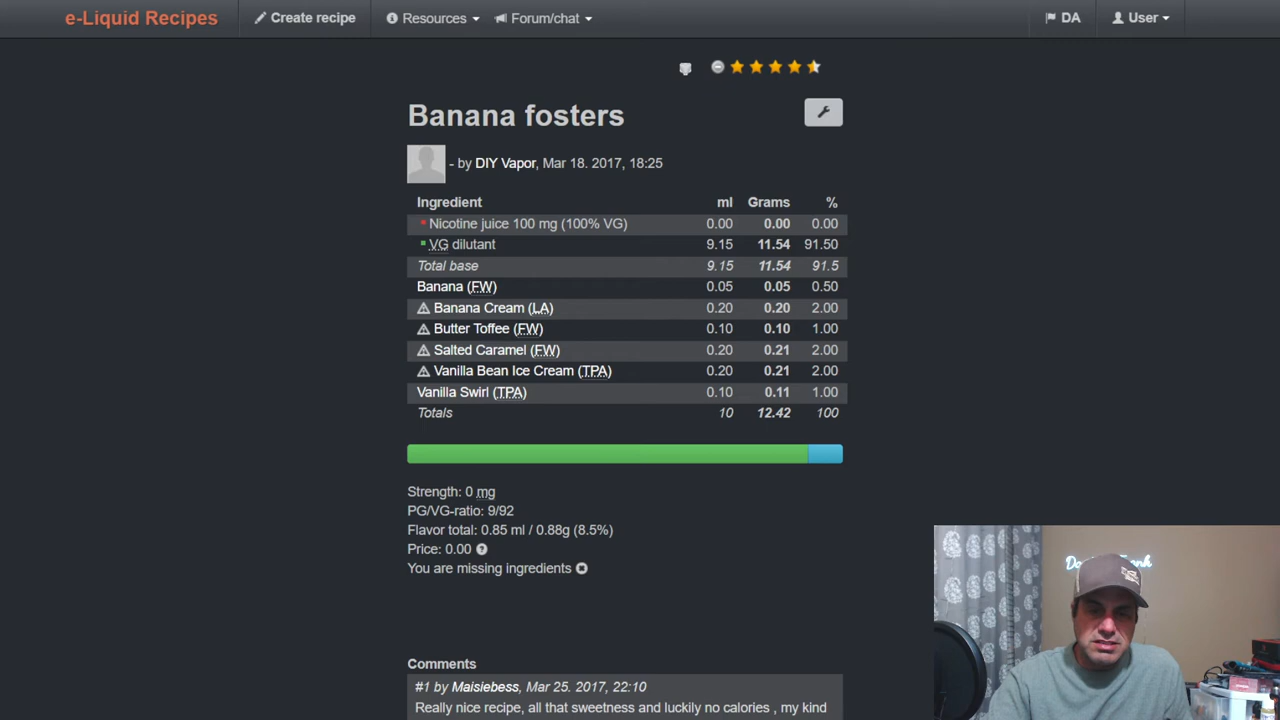 e-Liquid Recipes Create recipe Resources Forum/chat DA User
Banana fosters
- by DIY Vapor, Mar 18. 2017, 18:25
Ingredient ml Grams %
Nicotine juice 100 mg (100% VG) 0.00 0.00 0.00
VG dilutant 9.15 11.54 91.50
Total base 9.15 11.54 91.5
Banana (FW) 0.05 0.05 0.50
Banana Cream (LA) 0.20 0.20 2.00
Butter Toffee (FW) 0.10 0.10 1.00
Salted Caramel (FW) 0.20 0.21 2.00
Vanilla Bean Ice Cream (TPA) 0.20 0.21 2.00
Vanilla Swirl (TPA) 0.10 0.11 1.00
Totals 10 12.42 100
Strength: 0 mg
PG/VG-ratio: 9/92
Flavor total: 0.85 ml / 0.88g (8.5%)
Price: 0.00
You are missing ingredients
Comments
#1 by Maisiebess, Mar 25. 2017, 22:10
Really nice recipe, all that sweetness and luckily no calories , my kind